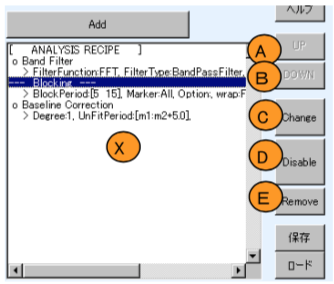 ヘルプ
Add
[ ANALYSIS RECIPE ]
A
UP
o Band Filter
> FilterFunction:FFT, FilterType:BandPassFilter,
B
DOWN
--- Blocking ---
> BlockPeriod:[5 15], Marker:All, Option:, wrap:F
o Baseline Correction
> Degree:1, UnFitPeriod:[m1:m2+5.0],
C
Change
X
D
Disable
E
Remove
保存
ロード